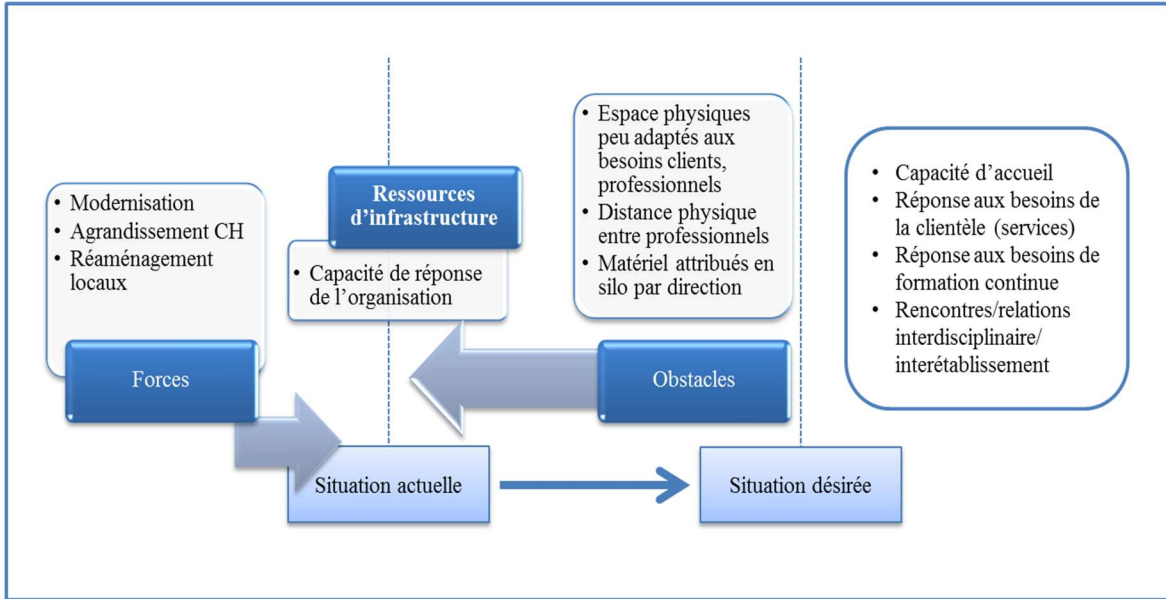 • Modernisation
• Agrandissement CH
• Réaménagement
locaux
Forces
Ressources
d’infrastructure
• Capacité de réponse
de l’organisation
• Espace physiques
peu adaptés aux
besoins clients,
professionnels
• Distance physique
entre professionnels
• Matériel attribués en
silo par direction
Obstacles
• Capacité d’accueil
• Réponse aux besoins de
la clientèle (services)
• Réponse aux besoins de
formation continue
• Rencontres/relations
interdisciplinaire/
interétablissement
Situation actuelle
Situation désirée